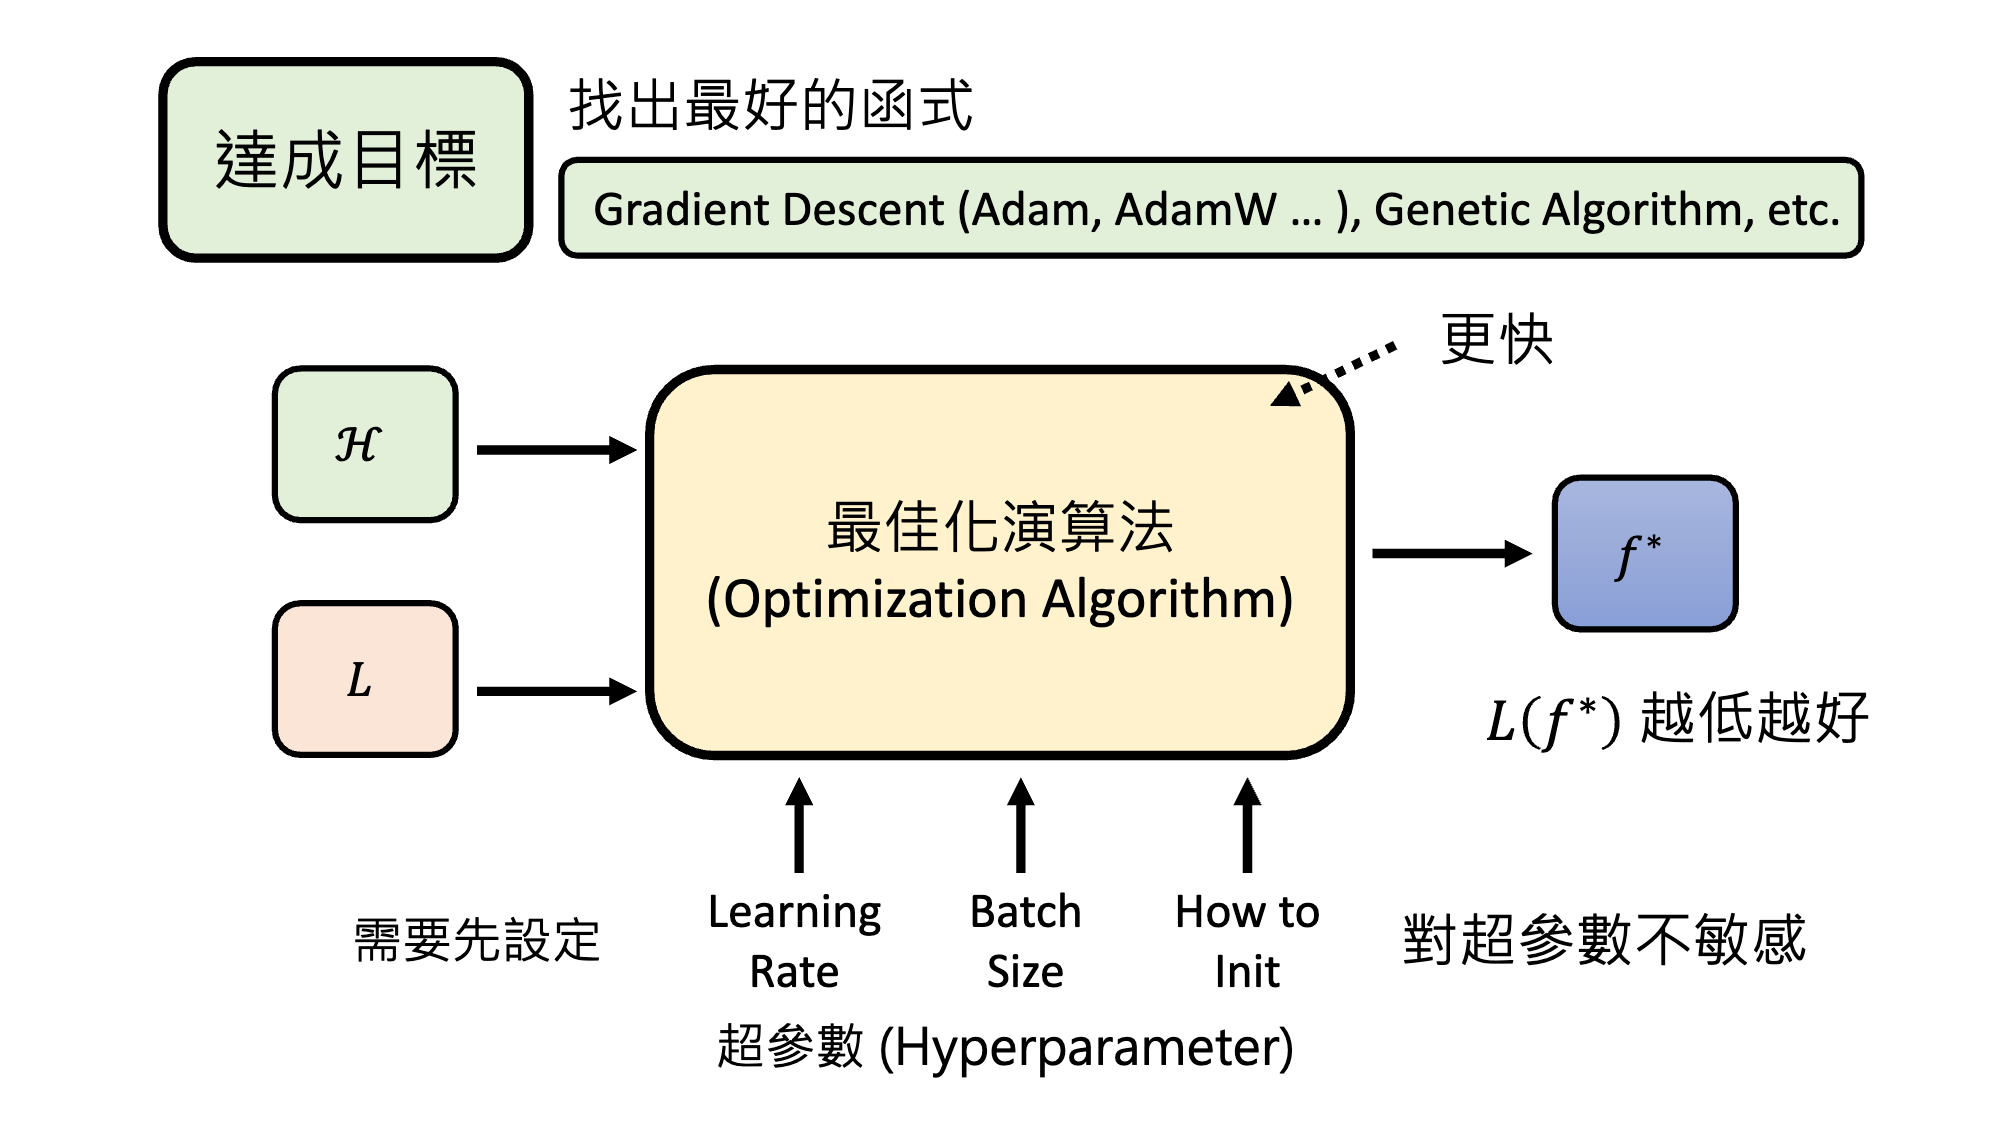 達成目標
找出最好的函式
Gradient Descent (Adam, AdamW ... ), Genetic Algorithm, etc.
更快
ℋ
L
最佳化演算法
(Optimization Algorithm)
f*
L(f*) 越低越好
需要先設定
Learning
Rate
Batch
Size
How to
Init
對超參數不敏感
超參數 (Hyperparameter)